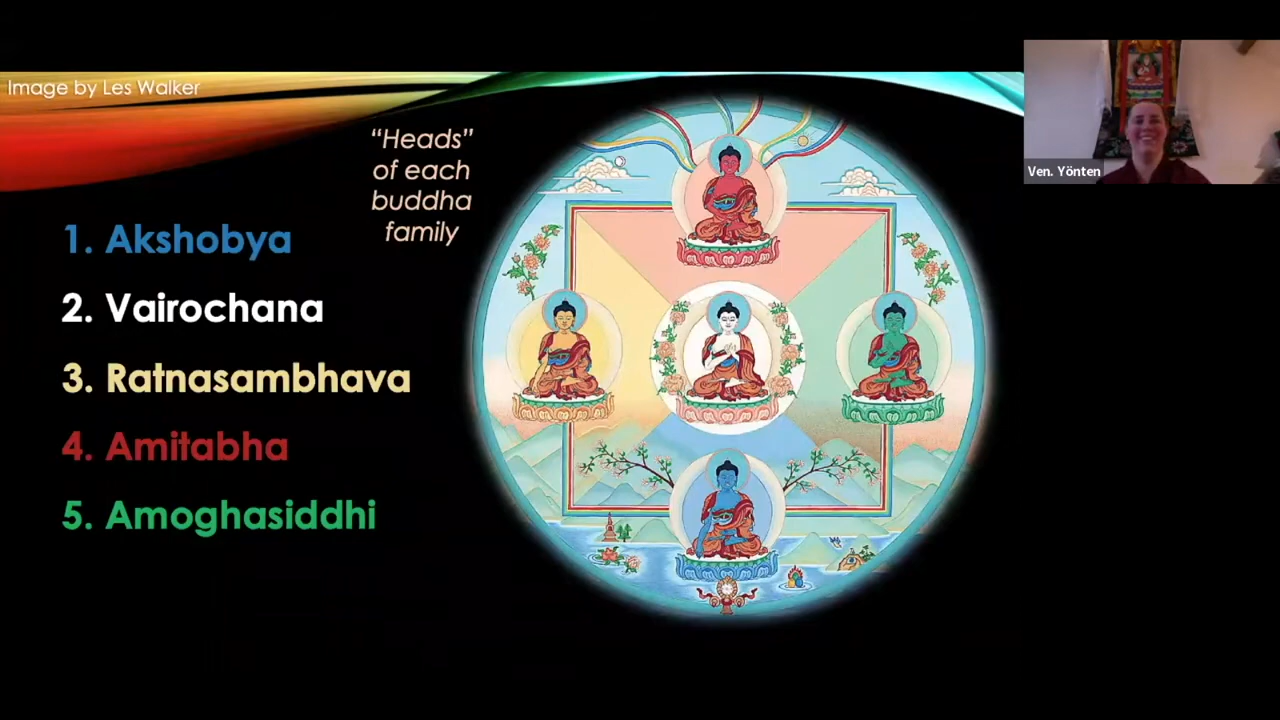 Image by Les Walker
“Heads”
of each
buddha
family
1. Akshobya
2. Vairochana
3. Ratnasambhava
4. Amitabha
5. Amoghasiddhi
Ven. Yönten